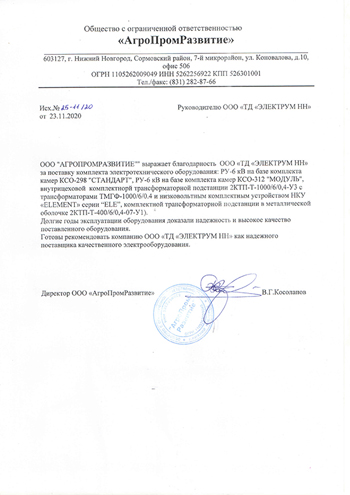 Общество с ограниченной ответственностью
«АгроПромРазвитие»
603127, г. Нижний Новгород, Сормовский район, 7-й микрорайон, ул. Коновалова, д.10,
офис 506
ОГРН 1105262009049 ИНН 5262256922 КПП 526301001
Тел./факс: (831) 282-87-66
Исх.№ 25-11/20
Руководителю ООО «ТД «ЭЛЕКТРУМ НН»
от 23.11.2020
ООО "АГРОПРОМРАЗВИТИЕ"" выражает благодарность ООО «ТД «ЭЛЕКТРУМ НН»
за поставку комплекта электротехнического оборудования: РУ-6 кВ на базе комплекта
камер КСО-298 "СТАНДАРТ", РУ-6 кВ на базе комплекта камер КСО-312 "МОДУЛЬ",
внутрицеховой комплектнорй трансформаторной подстанции 2КТП-Т-1000/6/0,4-У3 с
трансформаторами ТМГФ-1000/6/0.4 и низковольтным комплектным устройством НКУ
«ELEMENT» серии "ELE", комплектной трансформаторной подстанции в металлической
оболочке 2КТП-Т-400/6/0,4-07-У1).
Долгие годы эксплуатации оборудования доказали надежность и высокое качество
поставленного оборудования.
Готовы рекомендовать компанию ООО «ТД «ЭЛЕКТРУМ НН» как надежного
поставщика качественного электрооборудования.
Директор ООО «АгроПромРазвитие»
В.Г.Косолапов